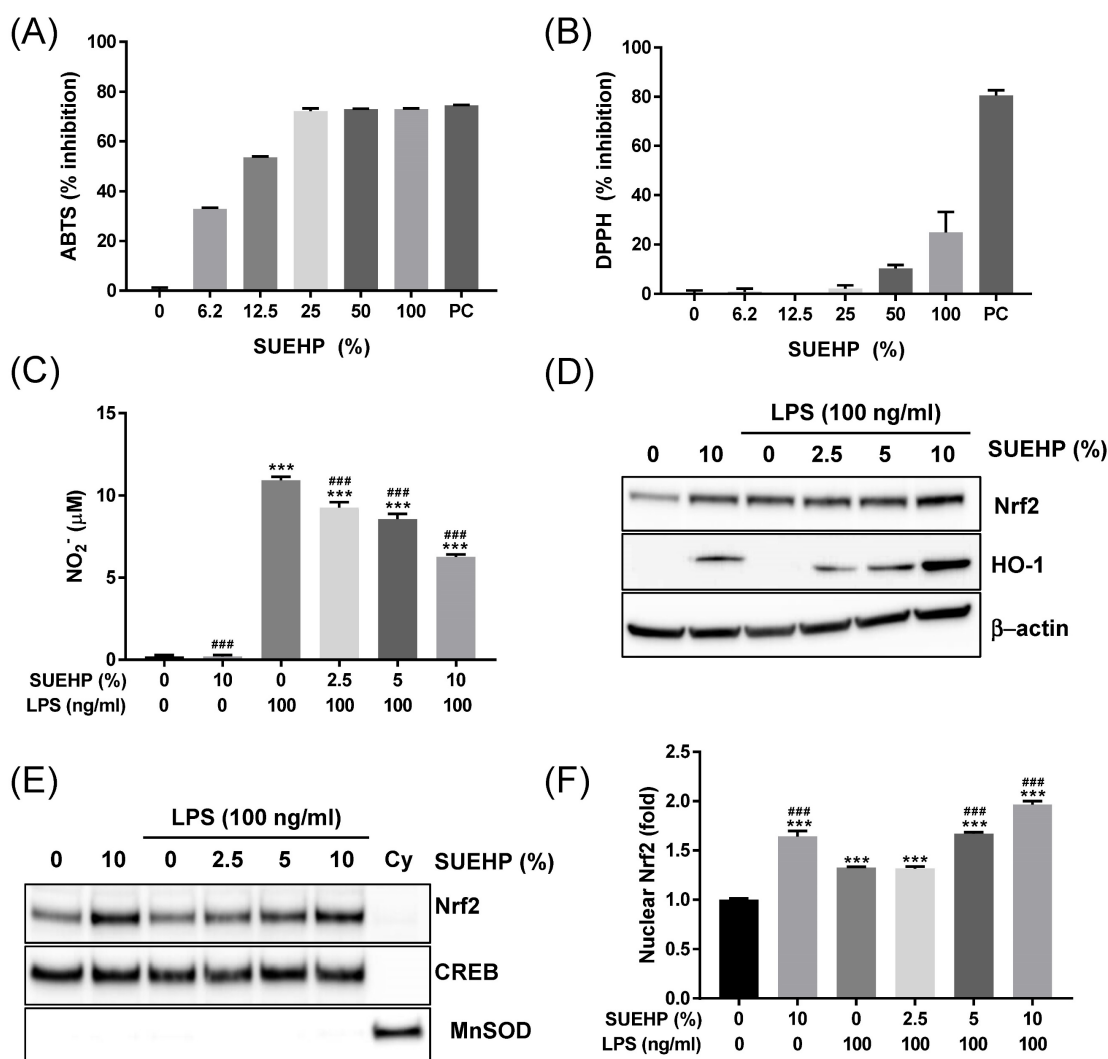 (A)
100
80
60
40
20
0
ABTS (% inhibition)
0 6.2 12.5 25 50 100 PC
SUEHP (%)
(B)
100
80
60
40
20
0
DPPH (% inhibition)
0 6.2 12.5 25 50 100 PC
SUEHP (%)
(C)
15
10
5
0
NO₂⁻ (μM)
***
###
***
###
***
###
***
###
SUEHP (%) 0 10 0 2.5 5 10
LPS (ng/ml) 0 0 100 100 100 100
(D)
LPS (100 ng/ml)
0 10 0 2.5 5 10 SUEHP (%)
Nrf2
HO-1
β–actin
(E)
LPS (100 ng/ml)
0 10 0 2.5 5 10 Cy SUEHP (%)
Nrf2
CREB
MnSOD
(F)
2.5
2.0
1.5
1.0
0.5
0.0
Nuclear Nrf2 (fold)
###
***
***
***
###
***
###
***
SUEHP (%) 0 10 0 2.5 5 10
LPS (ng/ml) 0 0 100 100 100 100